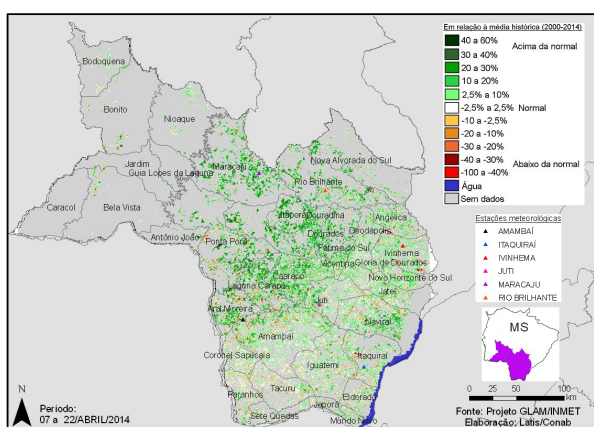 Em relação à média histórica (2000-2014)
40 a 60%
Acima da normal
30 a 40%
20 a 30%
10 a 20%
2,5% a 10%
-2,5% a 2,5%
Normal
-10 a -2,5%
-20 a -10%
-30 a -20%
-40 a -30%
Abaixo da normal
-100 a -40%
Água
Sem dados
Estações meteorológicas
AMAMBAÍ
ITAQUIRAÍ
IVINHEMA
JUTI
MARACAJU
RIO BRILHANTE
MS
Bodoquena
Bonito
Nioaque
Jardim
Guia Lopes da Laguna
Maracaju
Nova Alvorada do Sul
Rio Brilhante
Caracol
Bela Vista
Antônio João
Ponta Porã
Itaporã
Douradina
Dourados
Deodápolis
Angélica
Fátima do Sul
Vicentina
Glória de Dourados
Ivinhema
Novo Horizonte do Sul
Caarapó
Jateí
Laguna Carapã
Juti
Aral Moreira
Naviraí
Amambaí
Coronel Sapucaia
Iguatemi
Itaquiraí
Tacuru
Paranhos
Eldorado
Japorã
Sete Quedas
Mundo Novo
N
Período:
07 a 22/ABRIL/2014
0
50
100
km
Fonte: Projeto GLAM/INMET
Elaboração: Latis/Conab